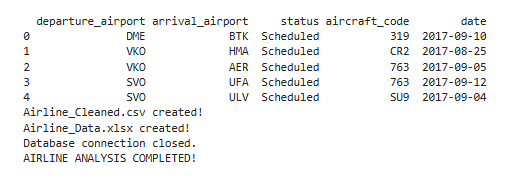 departure_airport arrival_airport status aircraft_code date
0 DME BTK Scheduled 319 2017-09-10
1 VKO HMA Scheduled CR2 2017-08-25
2 VKO AER Scheduled 763 2017-09-05
3 SVO UFA Scheduled 763 2017-09-12
4 SVO ULV Scheduled SU9 2017-09-04
Airline_Cleaned.csv created!
Airline_Data.xlsx created!
Database connection closed.
AIRLINE ANALYSIS COMPLETED!